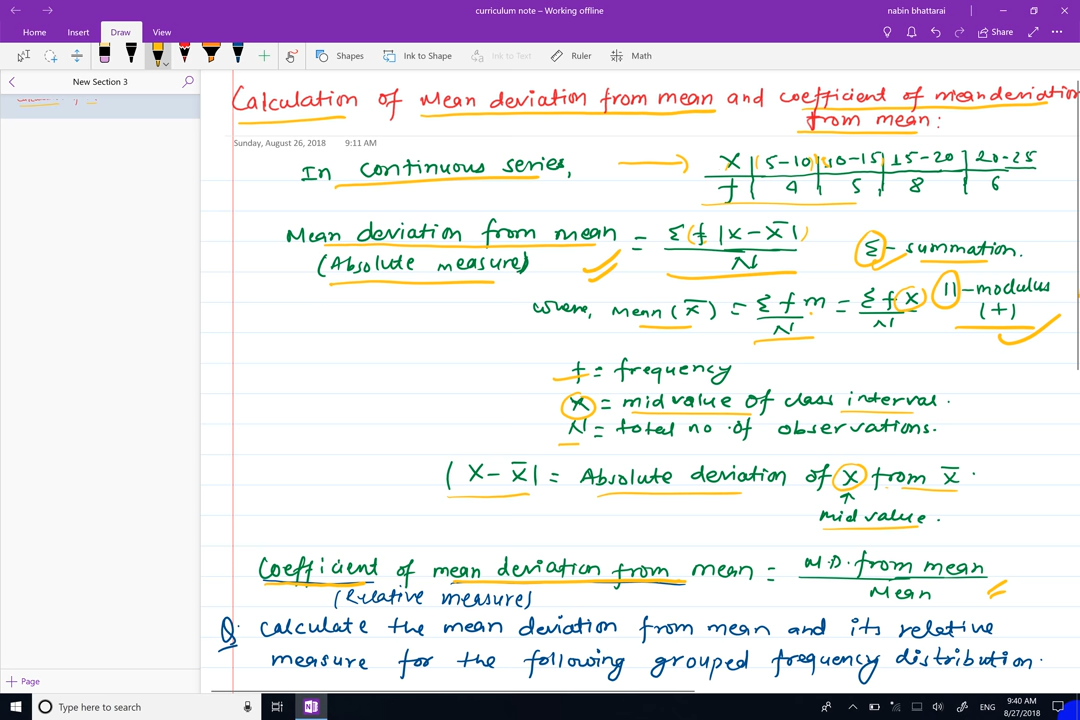 curriculum note – Working offline
nabin bhattarai
Home Insert Draw View
Share
Shapes Ink to Shape Ink to Text Ruler Math
New Section 3
Calculation of Mean deviation from mean and coefficient of mean deviation
from mean:
Sunday, August 26, 2018 9:11 AM
In continuous series,
X | 5-10 | 10-15 | 15-20 | 20-25
f | 4 | 5 | 8 | 6
Mean deviation from mean = Σ(f |X - X̄|) / N
(Absolute measure)
Σ - summation.
|| - modulus
(+)
where, Mean (x̄) = Σfm / N = Σfx / N
f = frequency
X = mid value of class interval.
N = total no. of observations.
|X - x̄| = Absolute deviation of X from x̄.
↑
mid value.
Coefficient of mean deviation from mean = M.D. from mean / Mean
(Relative measure)
Q. Calculate the mean deviation from mean and its relative
measure for the following grouped frequency distribution.
+ Page
Type here to search
ENG
9:40 AM
8/27/2018